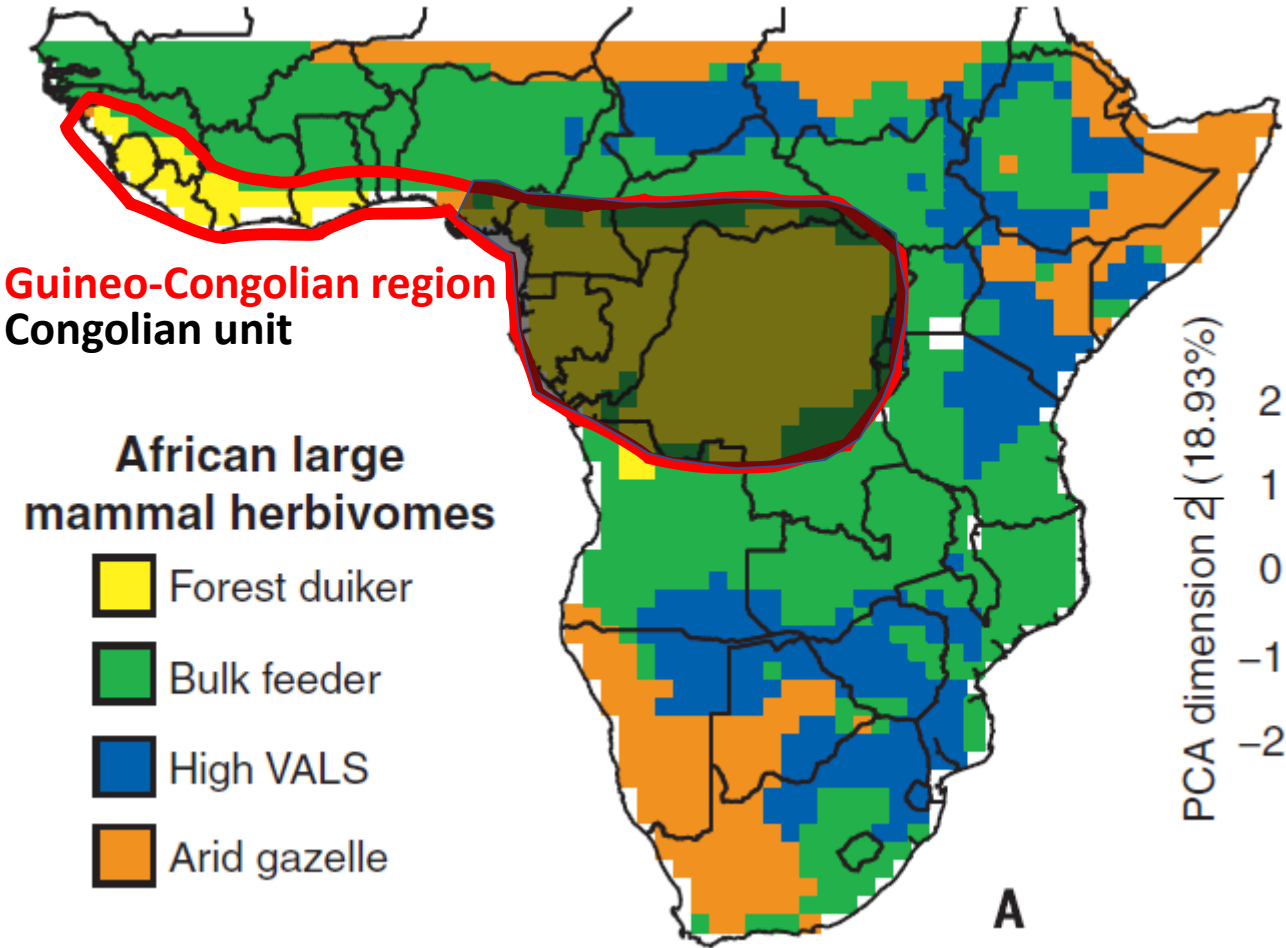 Guineo-Congolian region
Congolian unit
African large
mammal herbivomes
Forest duiker
Bulk feeder
High VALS
Arid gazelle
PCA dimension 2 (18.93%)
2
1
0
−1
−2
A